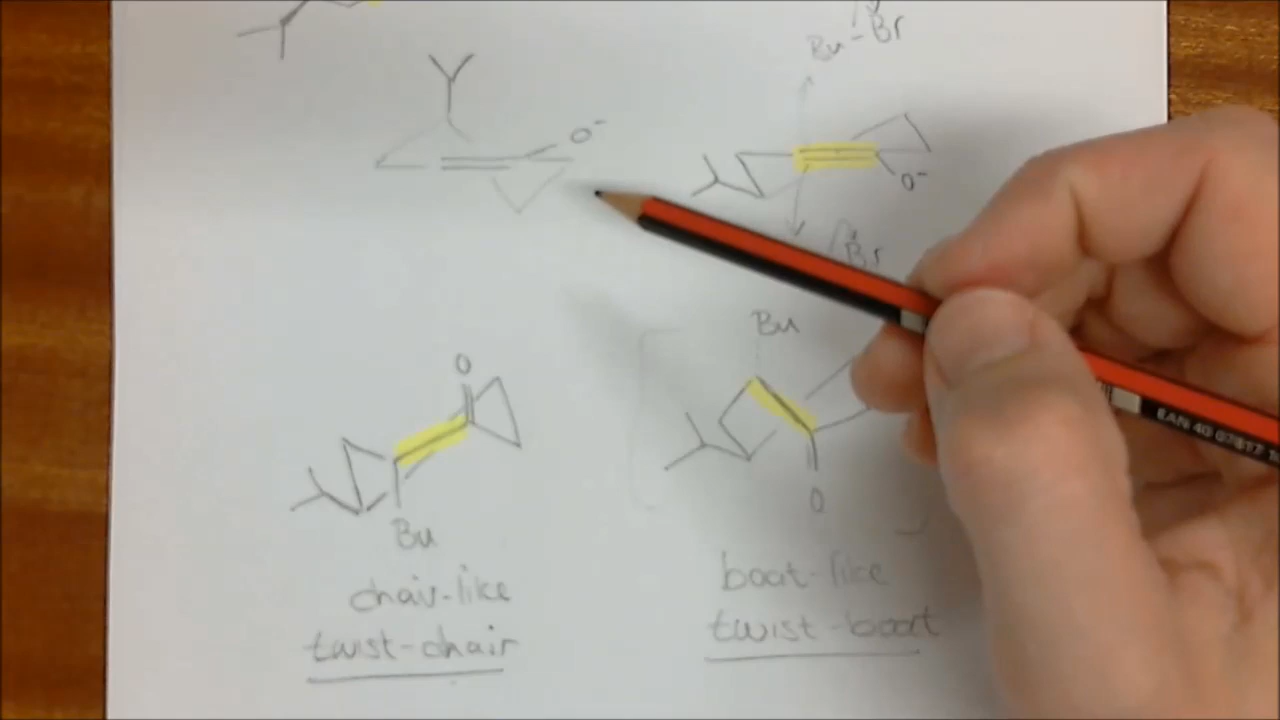 Bu-Br
O⁻
O⁻
Br
Bu
O
O
Bu
chair-like
twist-chair
boat-like
twist-boat